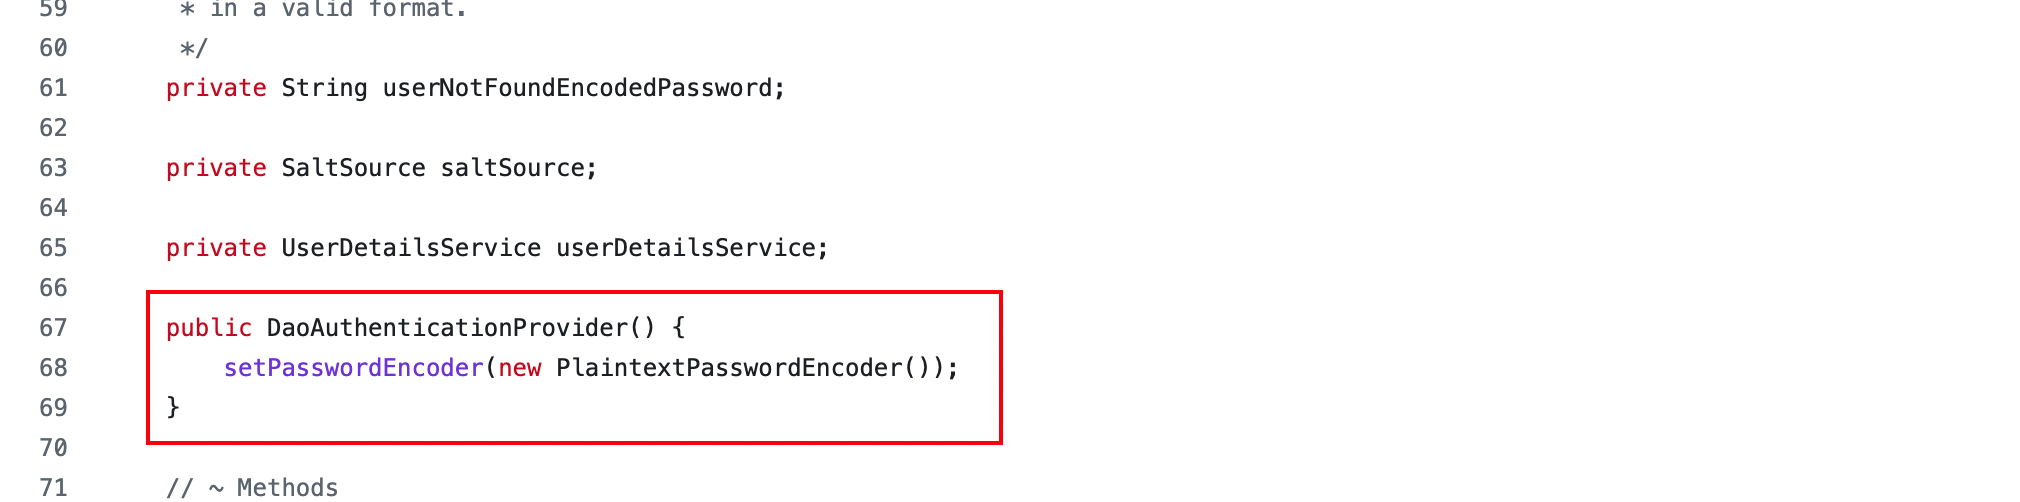 59 * in a valid format.
60 */
61 private String userNotFoundEncodedPassword;
62
63 private SaltSource saltSource;
64
65 private UserDetailsService userDetailsService;
66
67 public DaoAuthenticationProvider() {
68 setPasswordEncoder(new PlaintextPasswordEncoder());
69 }
70
71 // ~ Methods